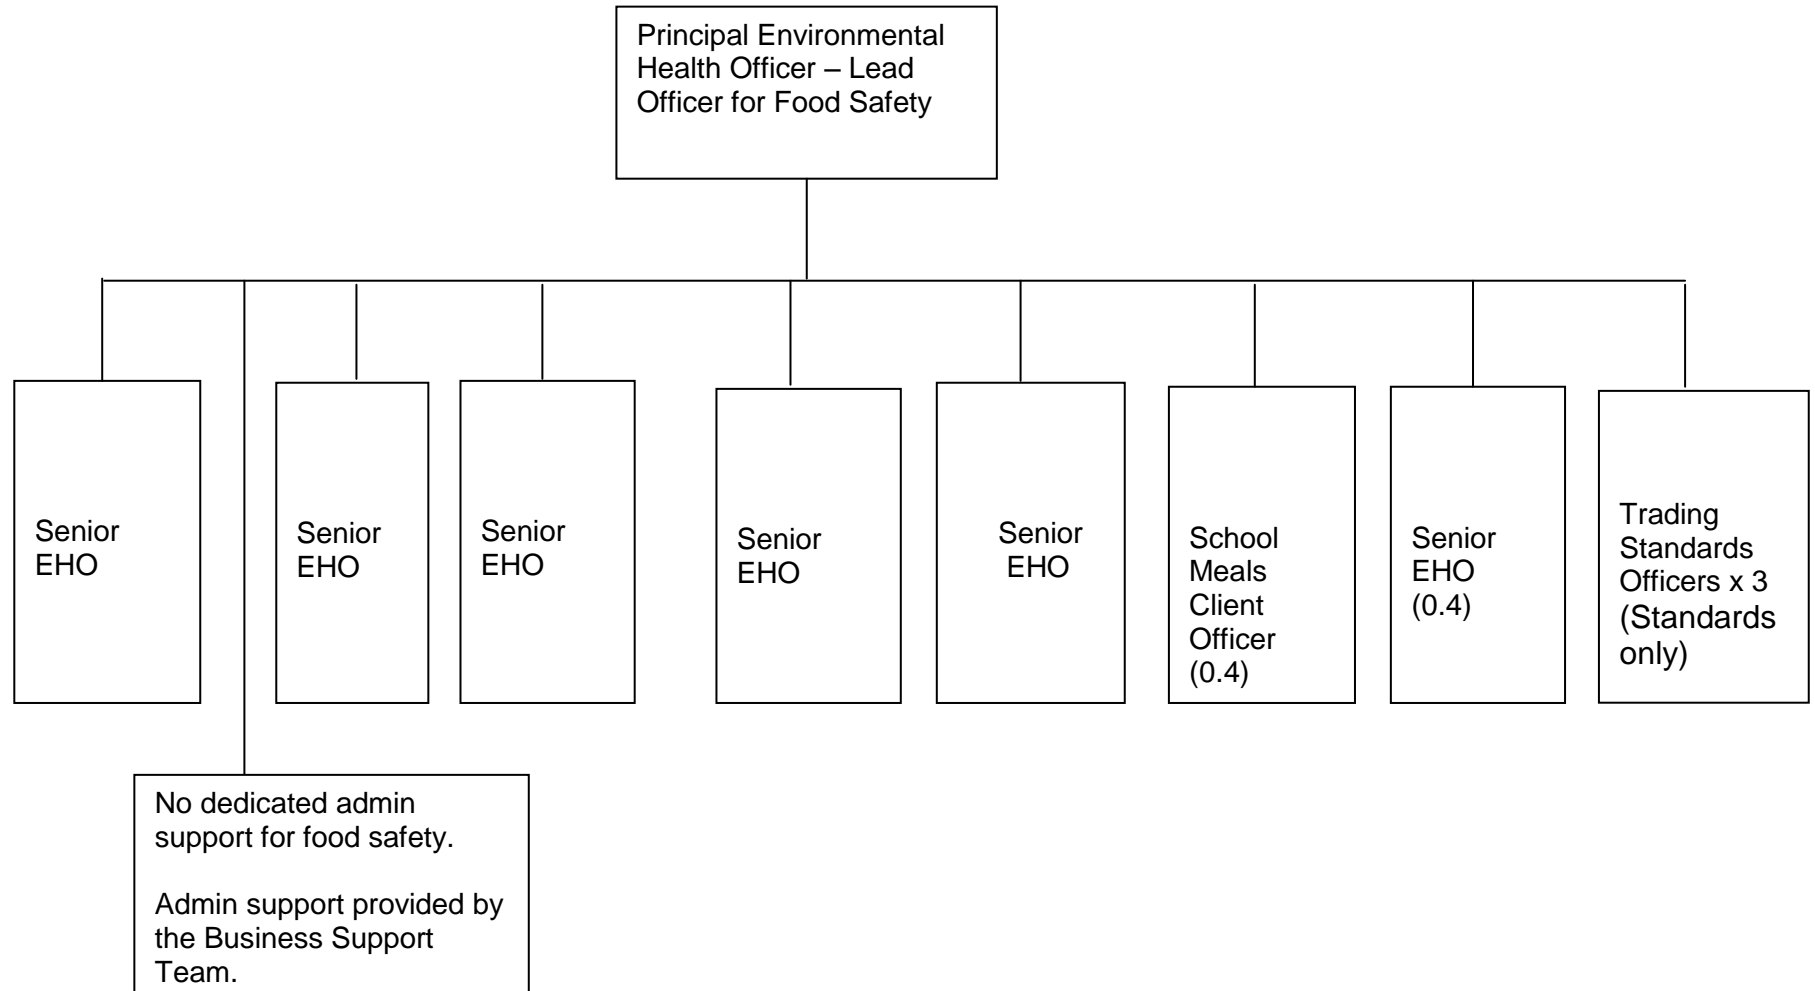 Principal Environmental
Health Officer – Lead
Officer for Food Safety
Senior
EHO
Senior
EHO
Senior
EHO
Senior
EHO
Senior
EHO
School
Meals
Client
Officer
(0.4)
Senior
EHO
(0.4)
Trading
Standards
Officers x 3
(Standards
only)
No dedicated admin
support for food safety.
Admin support provided by
the Business Support
Team.